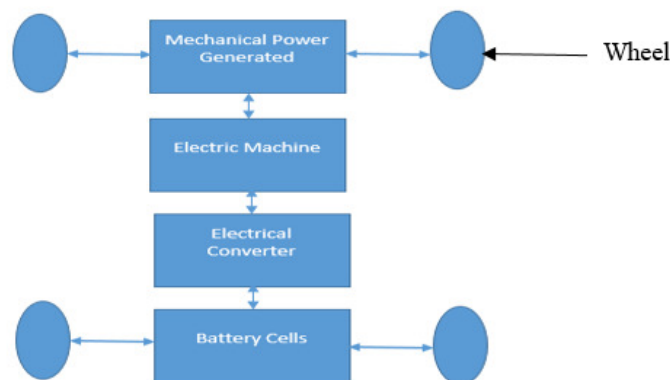 Mechanical Power
Generated
Wheel
Electric Machine
Electrical
Converter
Battery Cells